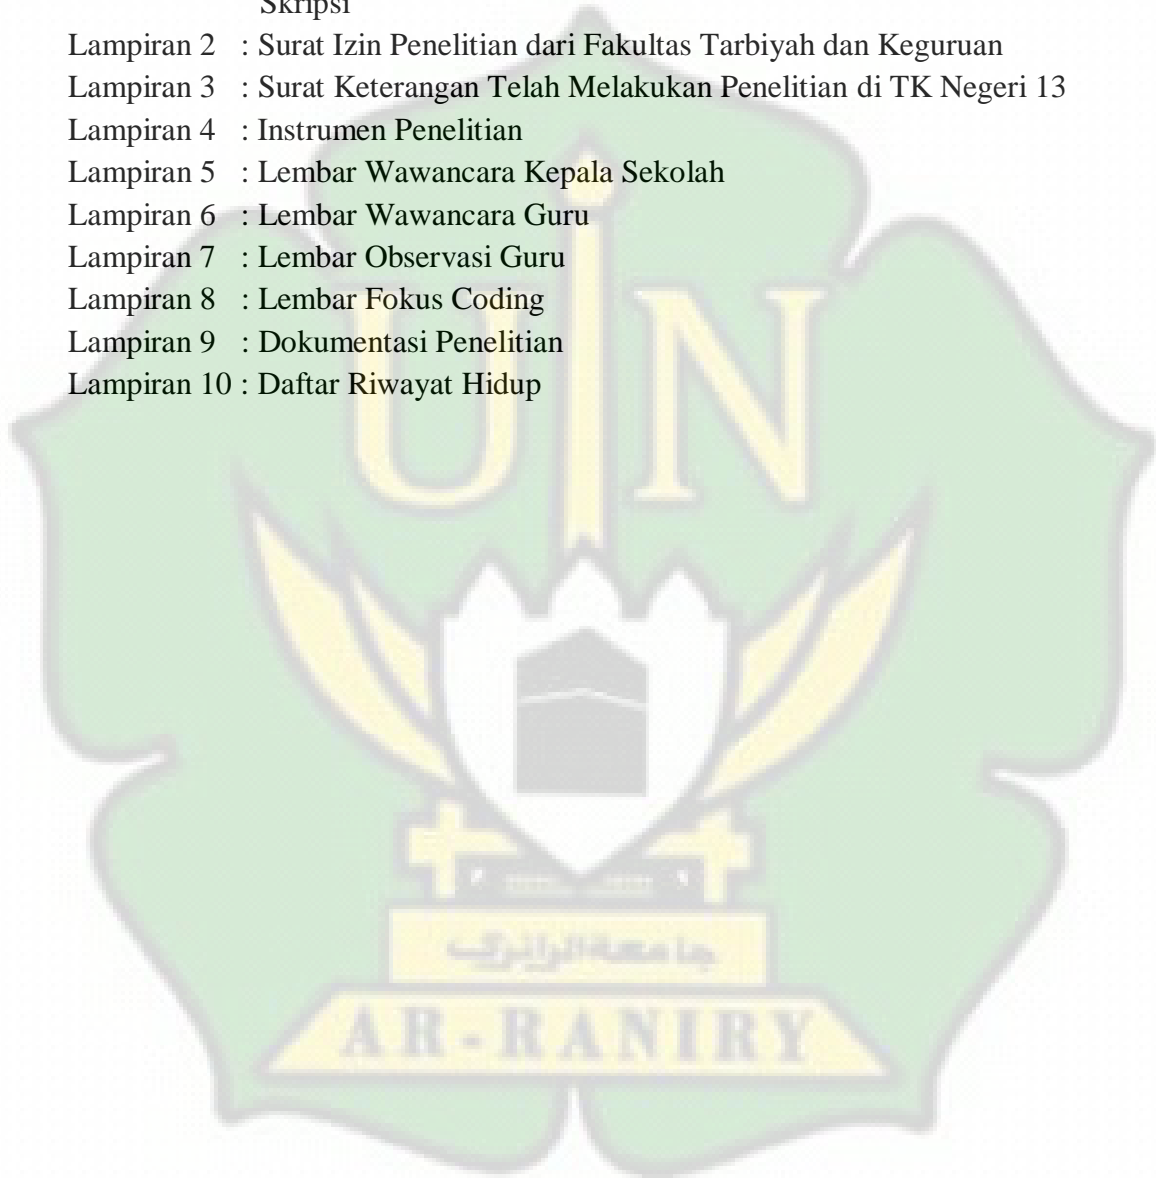 Skripsi
Lampiran 2 : Surat Izin Penelitian dari Fakultas Tarbiyah dan Keguruan
Lampiran 3 : Surat Keterangan Telah Melakukan Penelitian di TK Negeri 13
Lampiran 4 : Instrumen Penelitian
Lampiran 5 : Lembar Wawancara Kepala Sekolah
Lampiran 6 : Lembar Wawancara Guru
Lampiran 7 : Lembar Observasi Guru
Lampiran 8 : Lembar Fokus Coding
Lampiran 9 : Dokumentasi Penelitian
Lampiran 10 : Daftar Riwayat Hidup
UIN
جامعة الرانري
AR-RANIRY